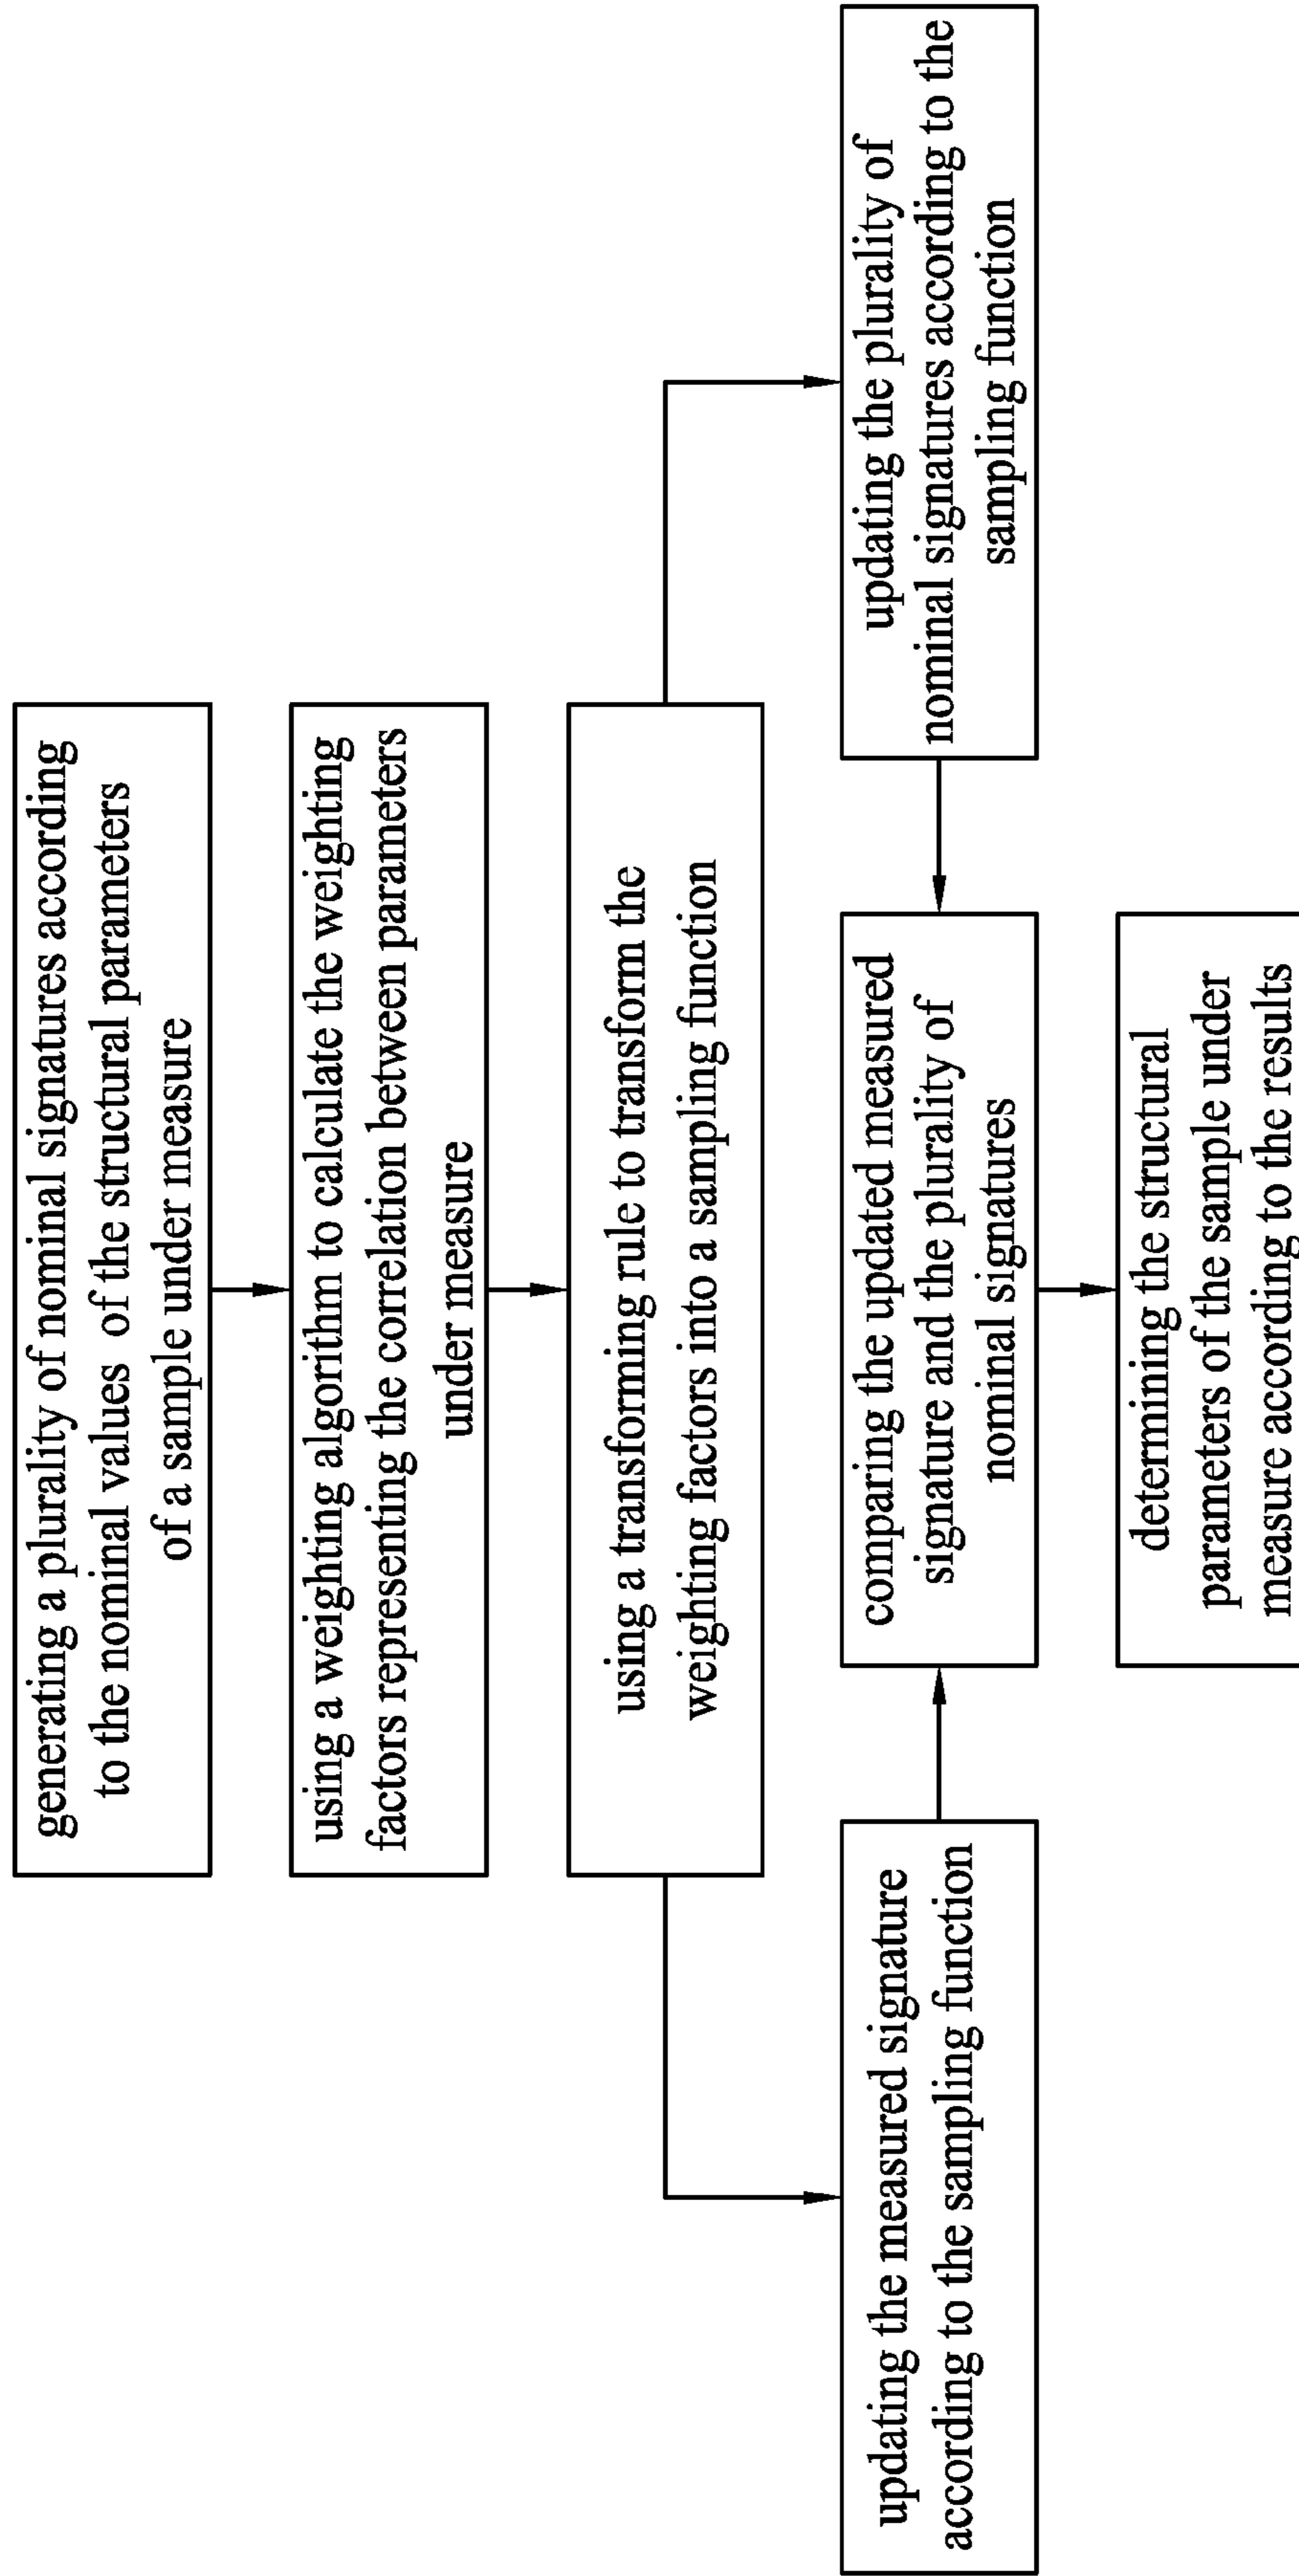 generating a plurality of nominal signatures according
to the nominal values of the structural parameters
of a sample under measure
using a weighting algorithm to calculate the weighting
factors representing the correlation between parameters
under measure
using a transforming rule to transform the
weighting factors into a sampling function
updating the measured signature
according to the sampling function
comparing the updated measured
signature and the plurality of
nominal signatures
updating the plurality of
nominal signatures according to the
sampling function
determining the structural
parameters of the sample under
measure according to the results